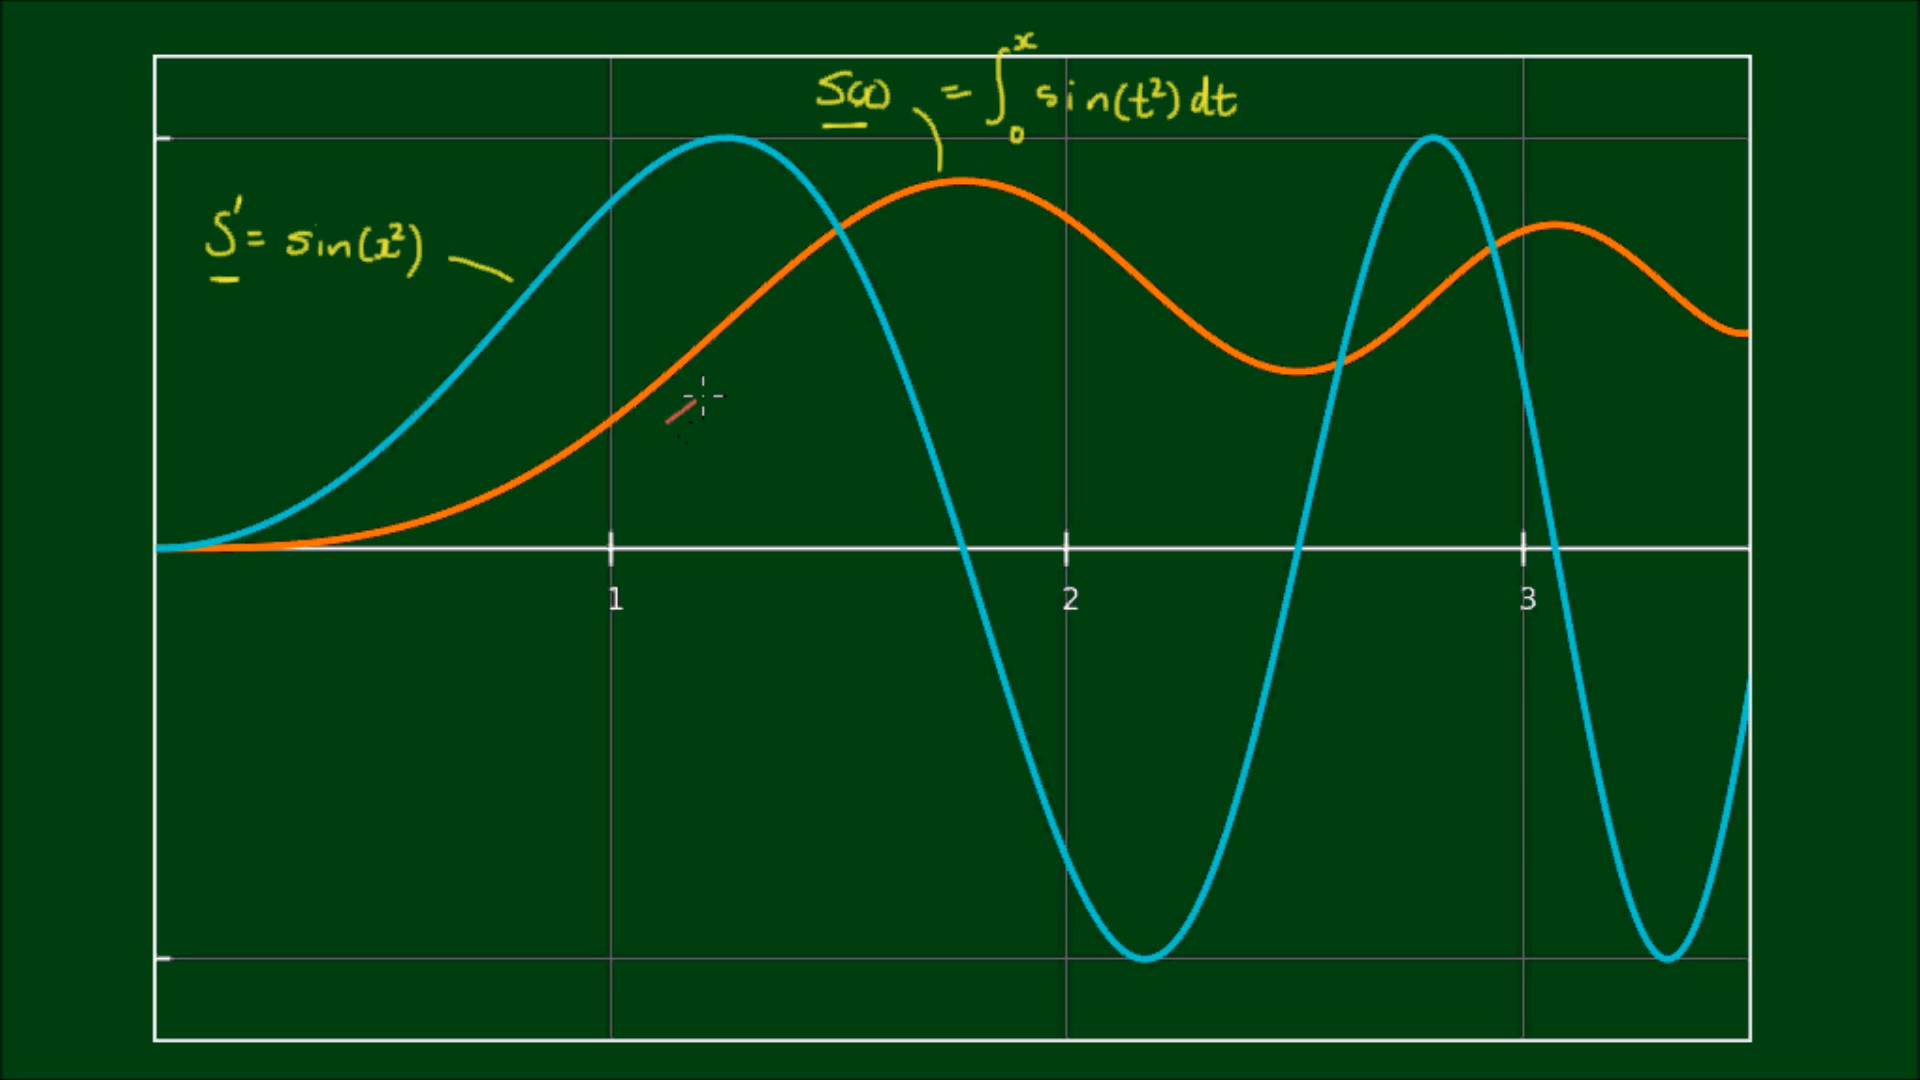 S(x) = ∫₀ˣ sin(t²) dt
S' = sin(x²)
1 2 3